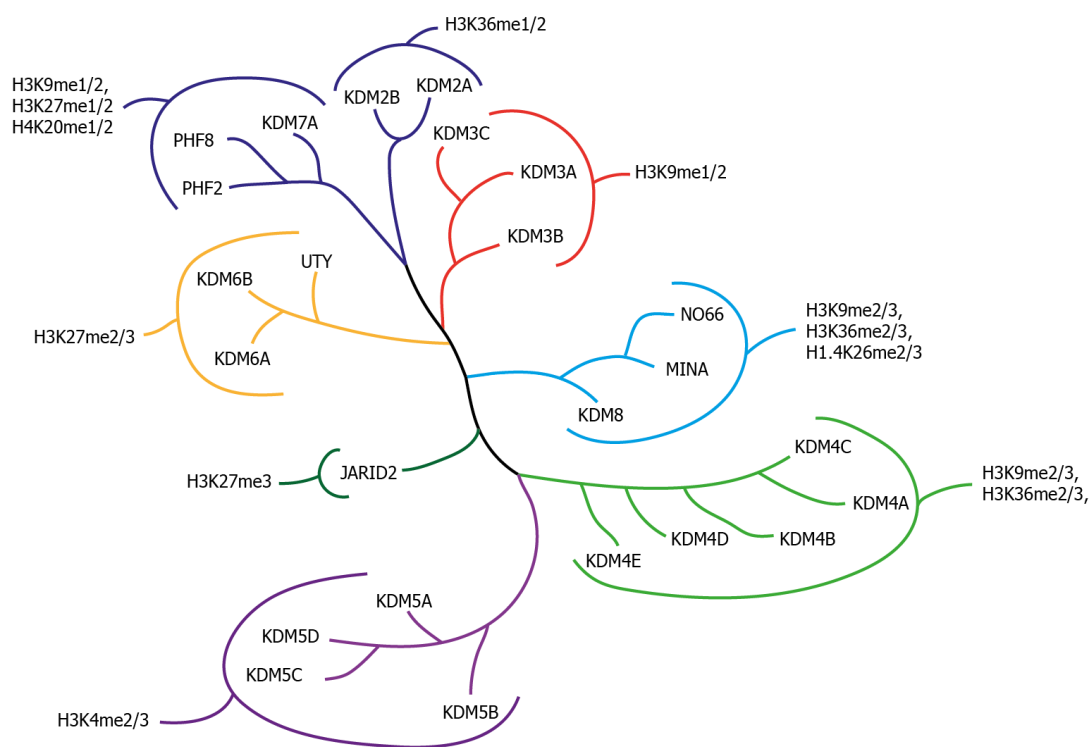 H3K36me1/2
H3K9me1/2,
H3K27me1/2
H4K20me1/2
KDM2B
KDM2A
KDM7A
PHF8
PHF2
KDM3C
KDM3A
H3K9me1/2
KDM3B
UTY
KDM6B
H3K27me2/3
KDM6A
NO66
H3K9me2/3,
H3K36me2/3,
H1.4K26me2/3
MINA
KDM8
JARID2
H3K27me3
KDM4C
H3K9me2/3,
H3K36me2/3,
KDM4A
KDM4B
KDM4D
KDM4E
KDM5A
KDM5D
KDM5C
KDM5B
H3K4me2/3